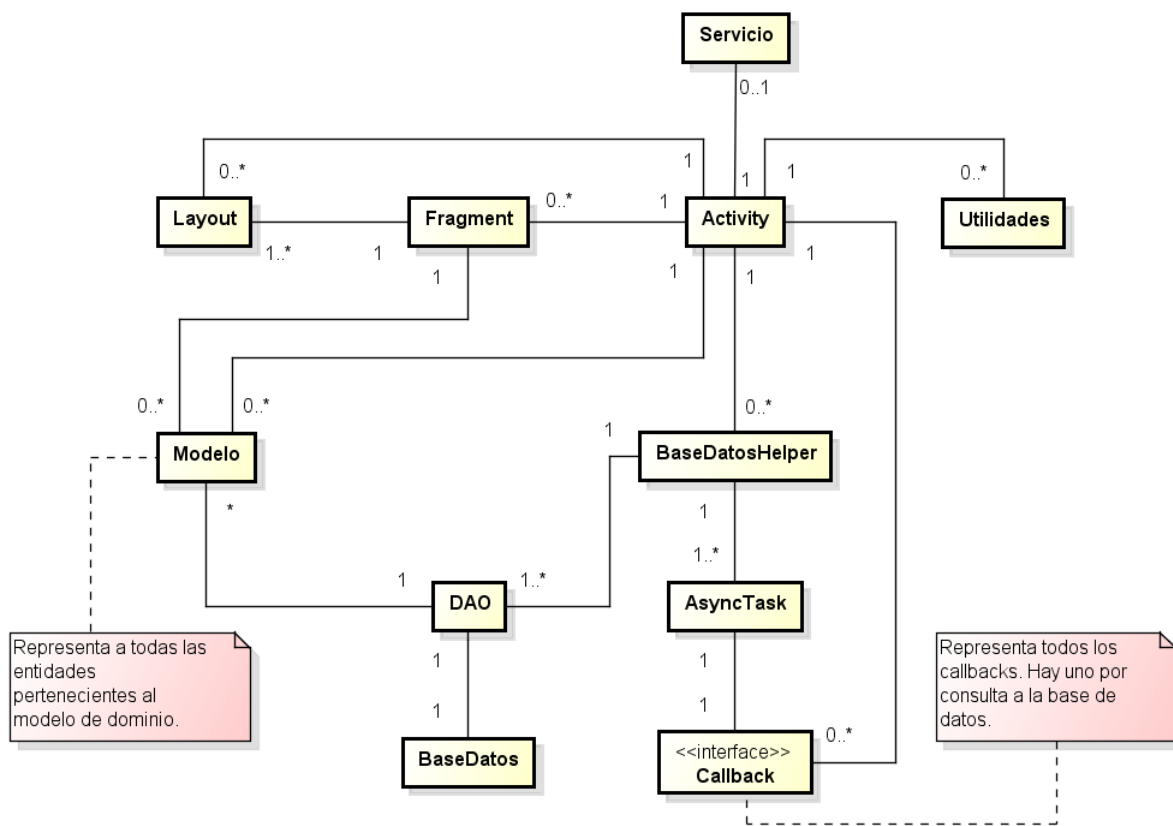 Servicio
0..1
0..*
1
1
1
0..*
Layout
Fragment
0..*
1
Activity
Utilidades
1..*
1
1
1
1
1
0..*
0..*
0..*
Modelo
1
BaseDatosHelper
*
1
1..*
1
1..*
DAO
AsyncTask
Representa a todas las
entidades
pertenecientes al
modelo de dominio.
1
1
1
1
Representa todos los
callbacks. Hay uno por
consulta a la base de
datos.
0..*
BaseDatos
<<interface>>
Callback